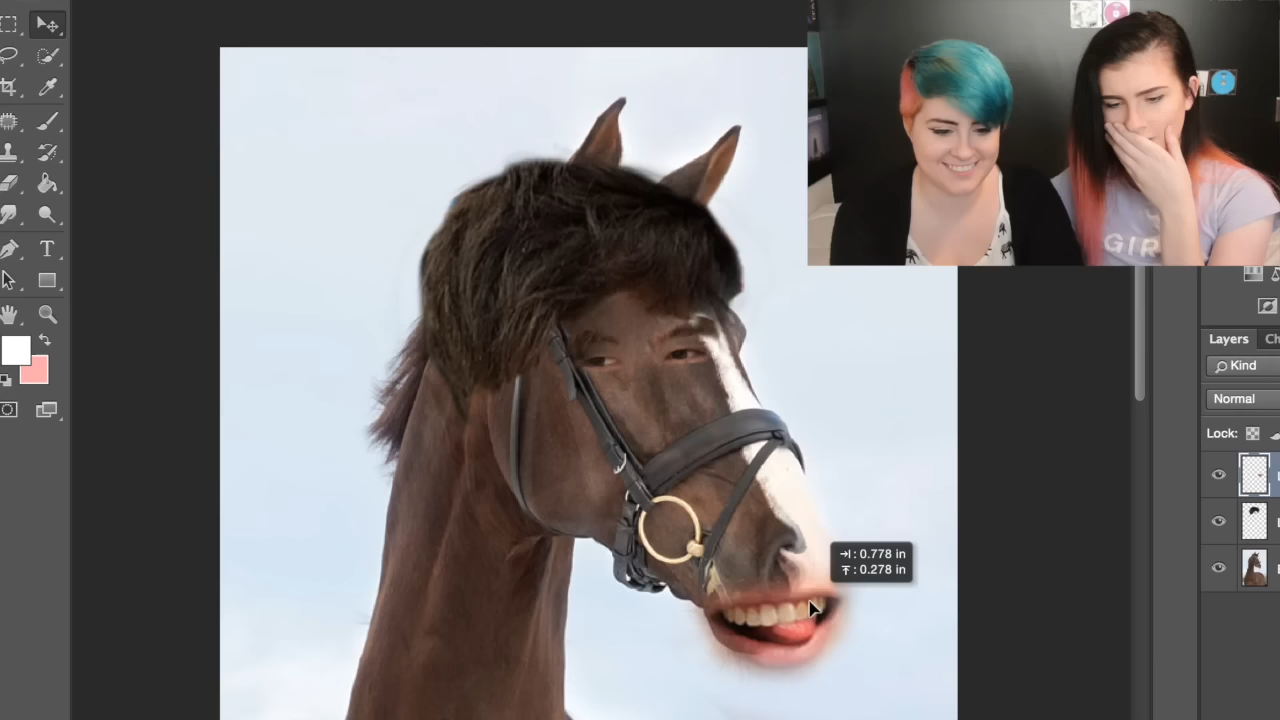 T
GIR
Layers
Kind
Normal
Lock:
: 0.778 in
: 0.278 in